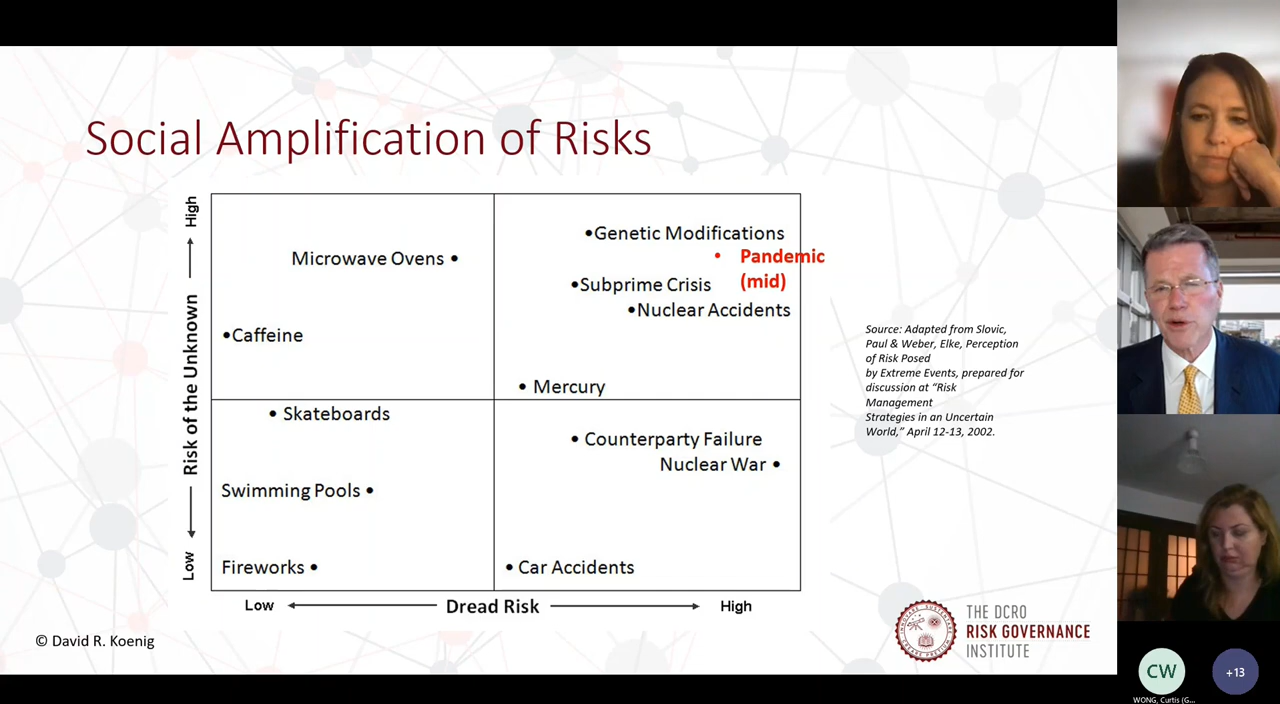 Social Amplification of Risks
High
Risk of the Unknown
Low
•Genetic Modifications
Microwave Ovens •
• Pandemic
(mid)
•Subprime Crisis
•Nuclear Accidents
•Caffeine
• Mercury
• Skateboards
• Counterparty Failure
Nuclear War •
Swimming Pools •
Fireworks •
• Car Accidents
Low
Dread Risk
High
Source: Adapted from Slovic,
Paul & Weber, Elke, Perception
of Risk Posed
by Extreme Events, prepared for
discussion at “Risk
Management
Strategies in an Uncertain
World,” April 12-13, 2002.
© David R. Koenig
THE DCRO
RISK GOVERNANCE
INSTITUTE
CW
+13
WONG, Curtis (G...